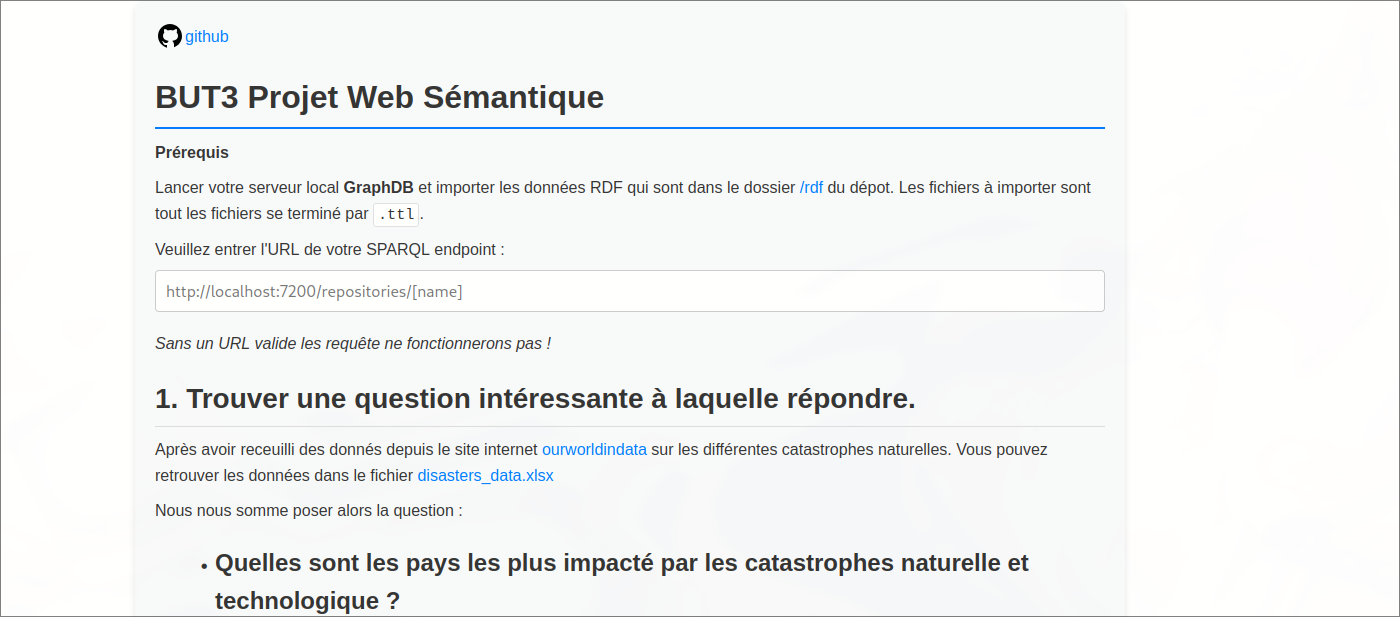 github
BUT3 Projet Web Sémantique
Prérequis
Lancer votre serveur local GraphDB et importer les données RDF qui sont dans le dossier /rdf du dépot. Les fichiers à importer sont
tout les fichiers se terminé par .ttl.
Veuillez entrer l'URL de votre SPARQL endpoint :
http://localhost:7200/repositories/[name]
Sans un URL valide les requête ne fonctionnerons pas !
1. Trouver une question intéressante à laquelle répondre.
Après avoir receuilli des donnés depuis le site internet ourworldindata sur les différentes catastrophes naturelles. Vous pouvez
retrouver les données dans le fichier disasters_data.xlsx
Nous nous somme poser alors la question :
• Quelles sont les pays les plus impacté par les catastrophes naturelle et
technologique ?